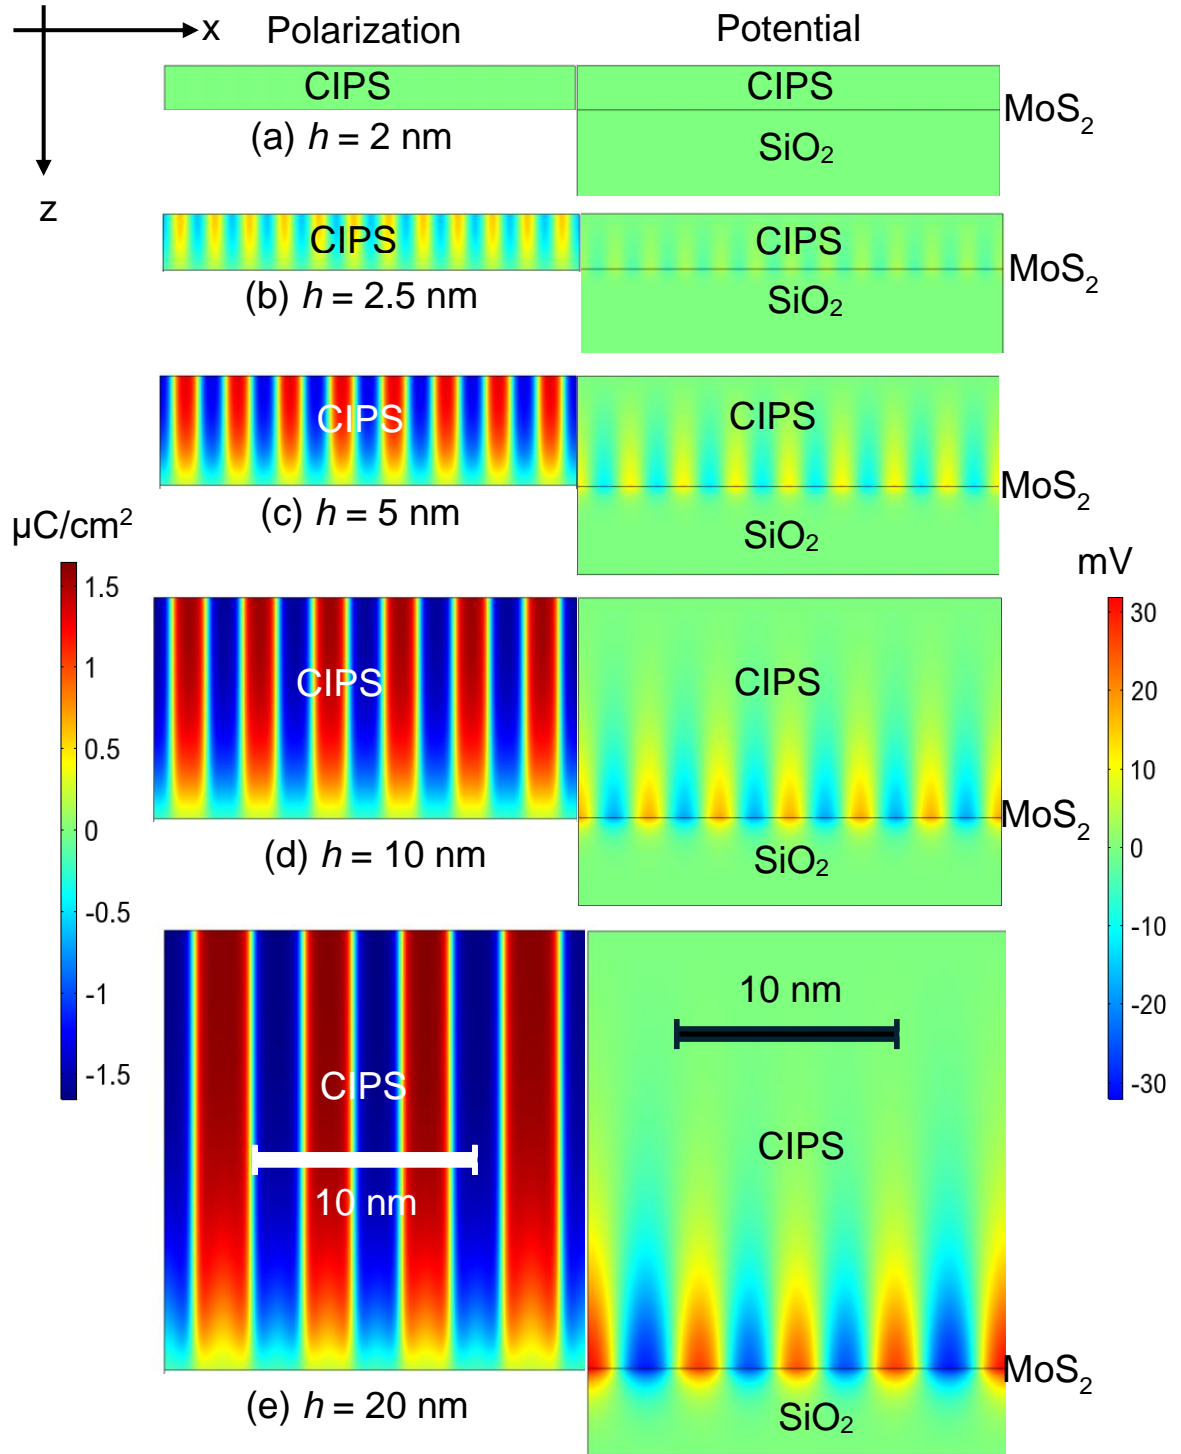 x
Polarization
Potential
z
CIPS
CIPS
MoS2
(a) h = 2 nm
SiO2
CIPS
CIPS
MoS2
(b) h = 2.5 nm
SiO2
CIPS
CIPS
MoS2
(c) h = 5 nm
SiO2
µC/cm²
1.5
1
0.5
0
-0.5
-1
-1.5
mV
30
20
10
0
-10
-20
-30
CIPS
CIPS
MoS2
(d) h = 10 nm
SiO2
10 nm
CIPS
CIPS
10 nm
MoS2
(e) h = 20 nm
SiO2